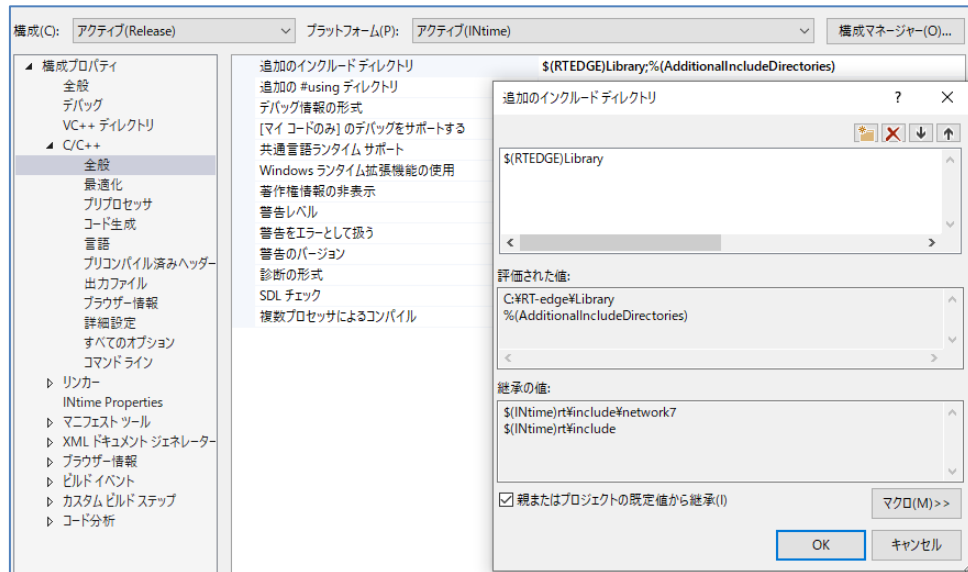 構成(C): アクティブ(Release) プラットフォーム(P): アクティブ(INtime) 構成マネージャー(O)...
構成プロパティ
全般
デバッグ
VC++ ディレクトリ
C/C++
全般
最適化
プリプロセッサ
コード生成
言語
プリコンパイル済みヘッダー
出力ファイル
ブラウザー情報
詳細設定
すべてのオプション
コマンド ライン
リンカー
INtime Properties
マニフェスト ツール
XML ドキュメント ジェネレーター
ブラウザー情報
ビルド イベント
カスタム ビルド ステップ
コード分析
追加のインクルード ディレクトリ $(RTEDGE)Library;%(AdditionalIncludeDirectories)
追加の #using ディレクトリ
デバッグ情報の形式
[マイ コードのみ] のデバッグをサポートする
共通言語ランタイム サポート
Windows ランタイム拡張機能の使用
著作権情報の非表示
警告レベル
警告をエラーとして扱う
警告のバージョン
診断の形式
SDL チェック
複数プロセッサによるコンパイル
追加のインクルード ディレクトリ ?
$(RTEDGE)Library
評価された値:
C:¥RT-edge¥Library
%(AdditionalIncludeDirectories)
継承の値:
$(INtime)rt¥include¥network7
$(INtime)rt¥include
親またはプロジェクトの既定値から継承(I)
マクロ(M)>>
OK キャンセル